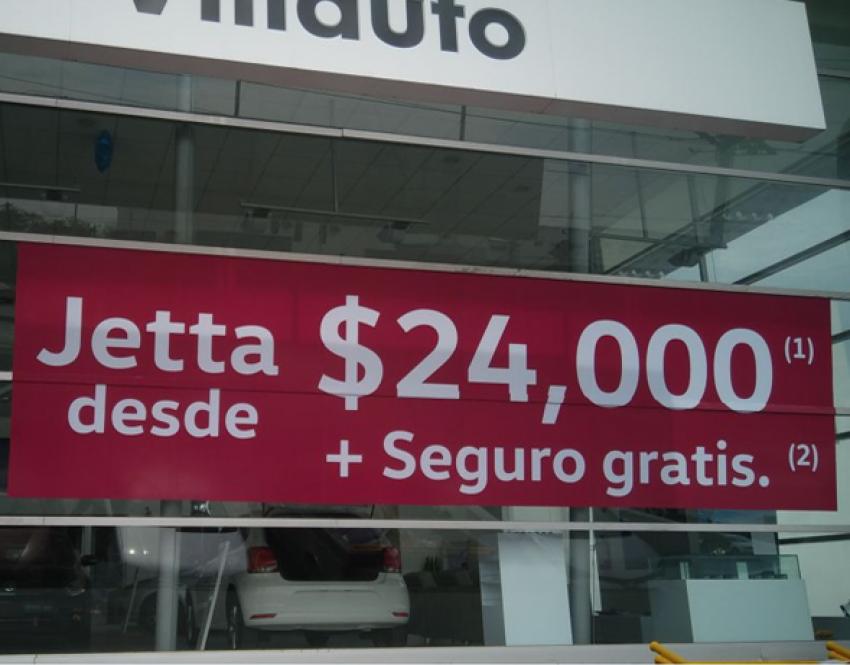 Jetta $24,000 (1)
desde
+ Seguro gratis. (2)